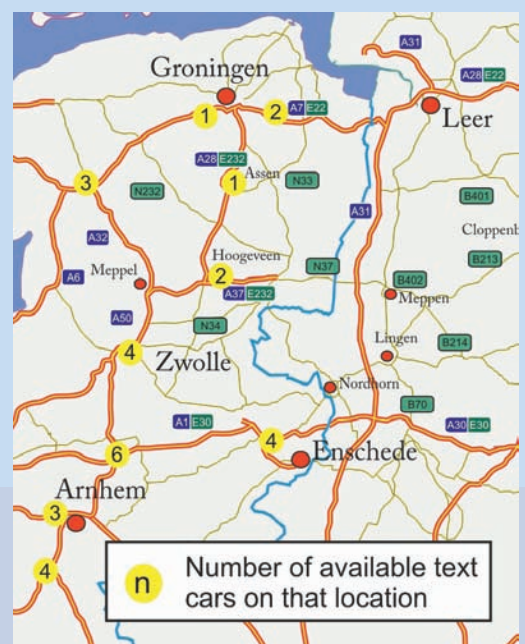 A31
Groningen
A28 E22
1
2
A7 E22
Leer
A28 E232
Assen
1
N33
3
N232
B401
A31
Cloppenb
A32
Hoogeveen
B213
A6
Meppel
2
N37
B402
A37 E232
Meppen
A50
N34
Lingen
B214
4
Zwolle
Nordhorn
B70
A1 E30
4
A30 E30
6
Enschede
Arnhem
3
4
n
Number of available text
cars on that location